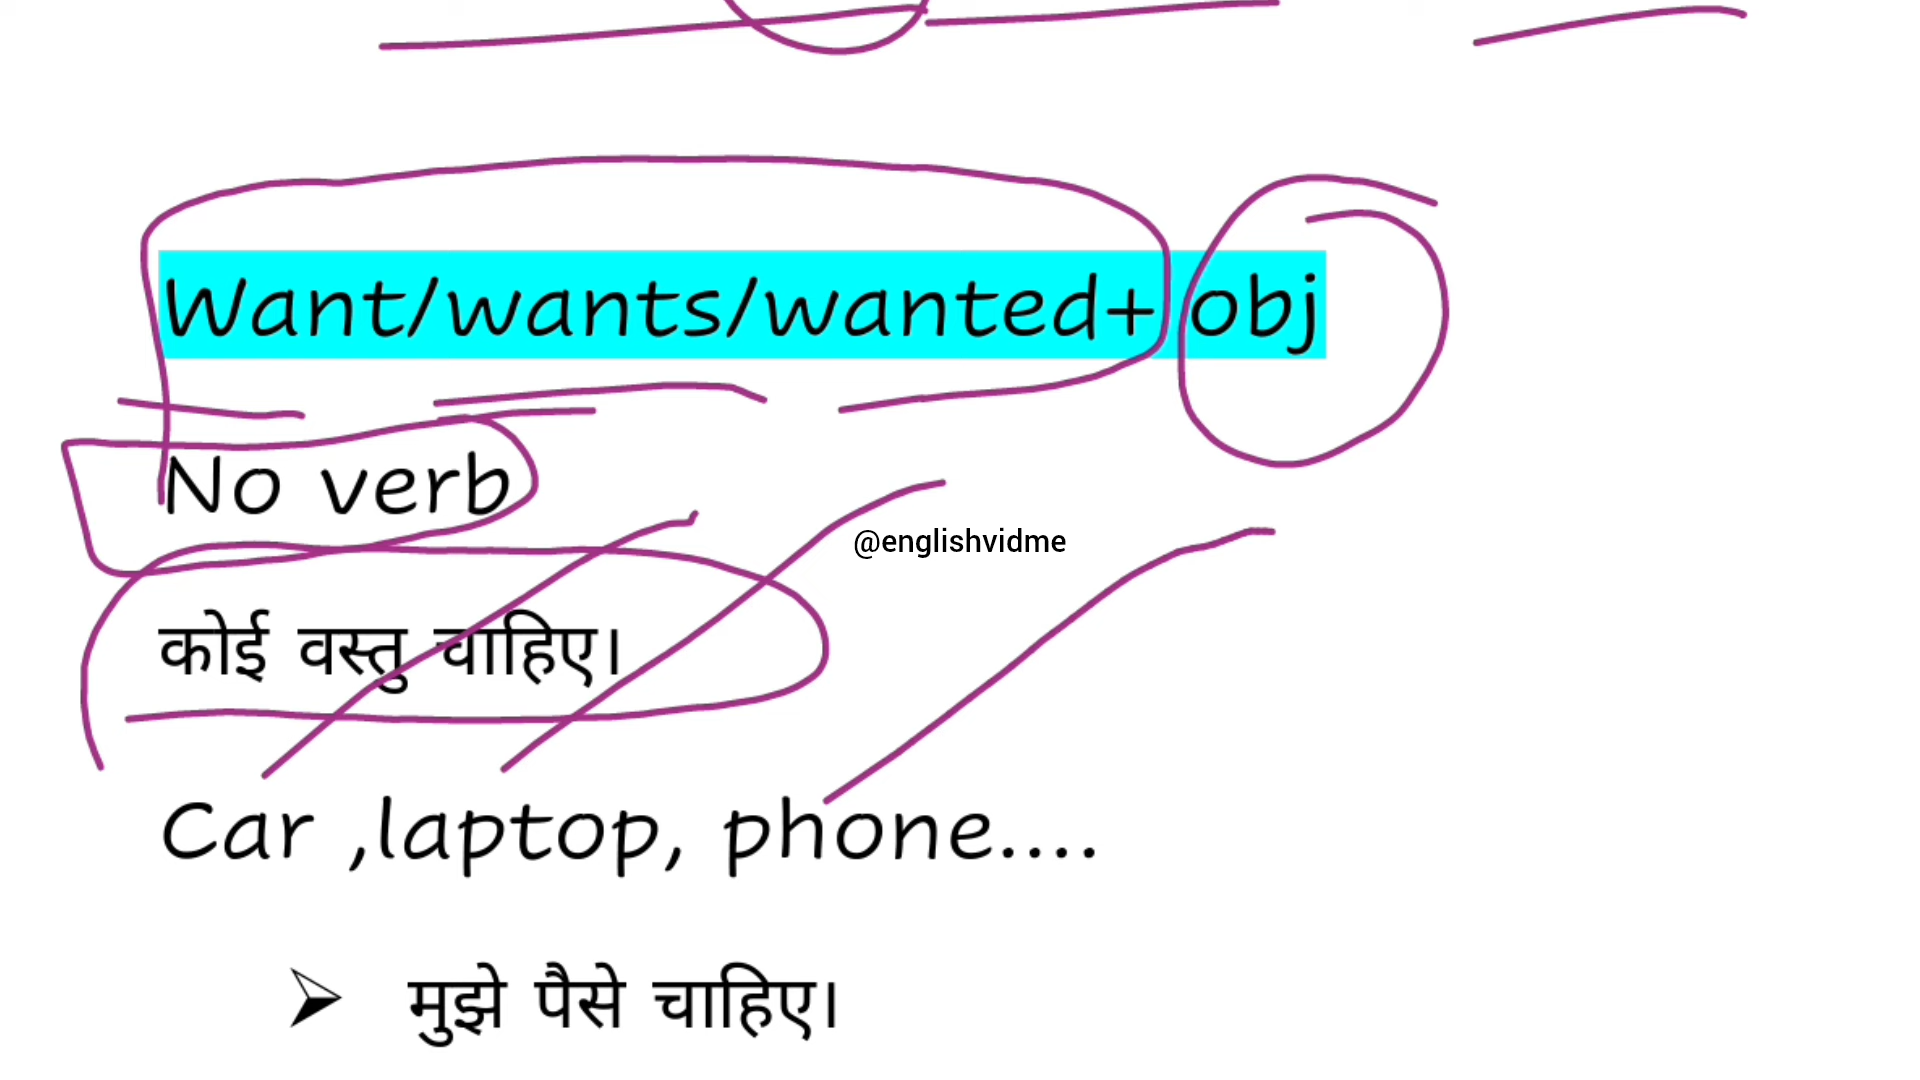 Want/wants/wanted+ obj
No verb
@englishvidme
कोई वस्तु चाहिए।
Car ,laptop, phone....
➢ मुझे पैसे चाहिए।